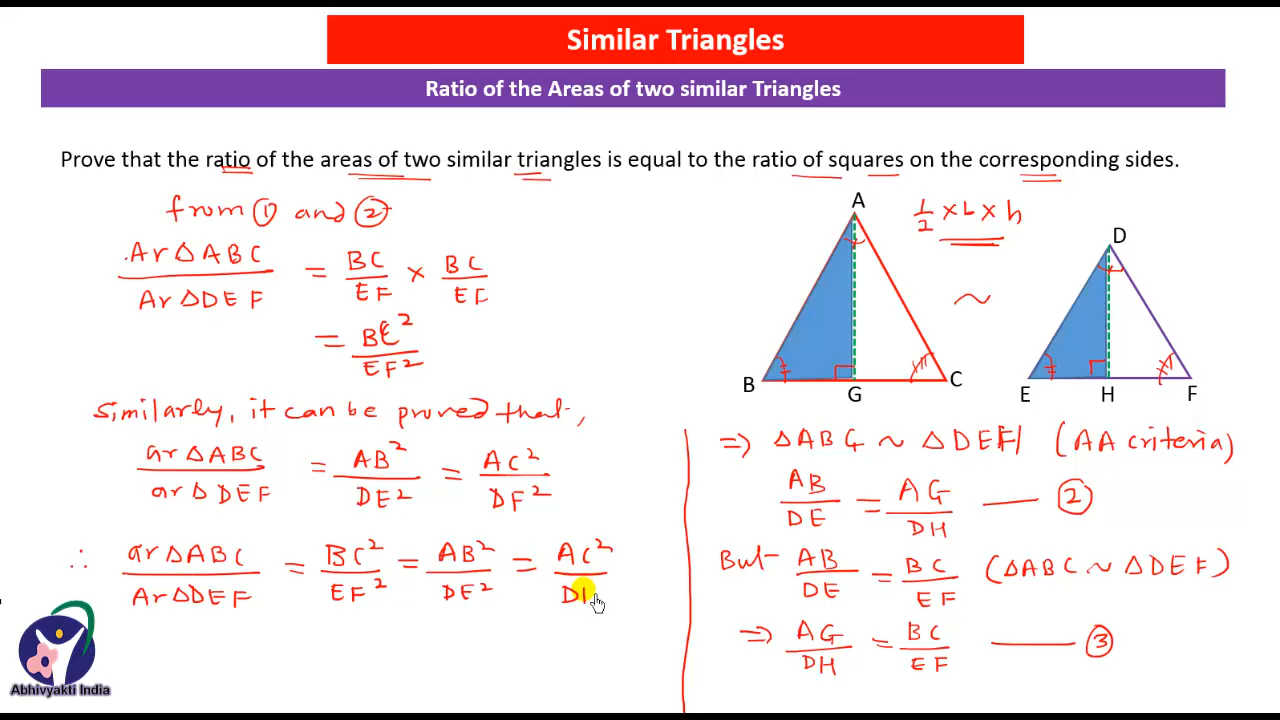 Similar Triangles
Ratio of the Areas of two similar Triangles
Prove that the ratio of the areas of two similar triangles is equal to the ratio of squares on the corresponding sides.
from ① and ②
Ar △ ABC / Ar △DEF = BC/EF × BC/EF
= BC²/EF²
Similarly, it can be proved that,
ar △ABC / ar △ DEF = AB²/DE² = AC²/DF²
∴ ar △ABC / Ar △DEF = BC²/EF² = AB²/DE² = AC²/D
A
B
G
C
1/2 × b × h
~
D
E
H
F
⇒ △ABG ~ △DEH (AA criteria)
AB/DE = AG/DH —— ②
But AB/DE = BC/EF (△ABC ~ △DEF)
⇒ AG/DH = BC/EF —— ③
Abhivyakti India